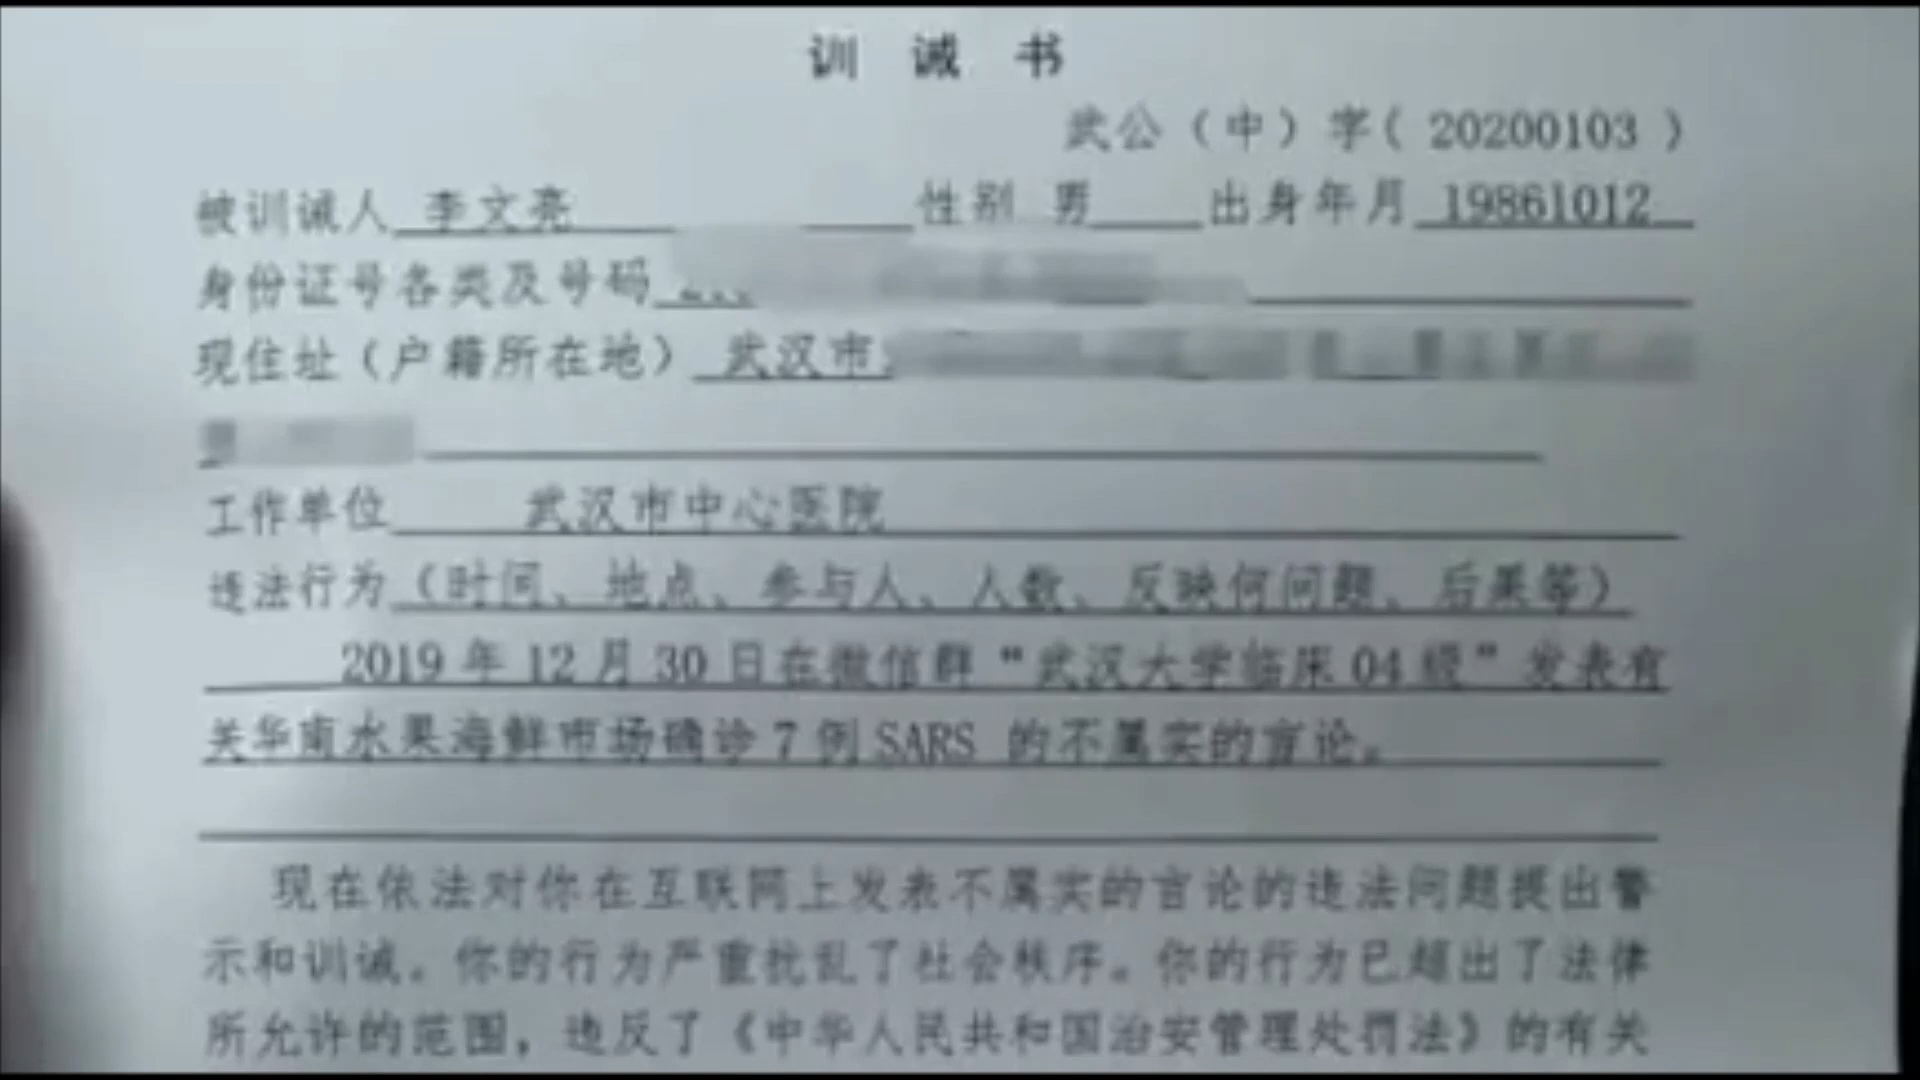 训诫书
武公（中）字（20200103）
被训诫人 李文亮 性别 男 出身年月 19861012
身份证号各类及号码
现住址（户籍所在地） 武汉市
工作单位 武汉市中心医院
违法行为（时间、地点、参与人、人数、反映何问题、后果等）
2019年12月30日在微信群“武汉大学临床04级”发表有
关华南水果海鲜市场确诊7例SARS的不属实的言论。
现在依法对你在互联网上发表不属实的言论的违法问题提出警
示和训诫。你的行为严重扰乱了社会秩序。你的行为已超出了法律
所允许的范围，违反了《中华人民共和国治安管理处罚法》的有关